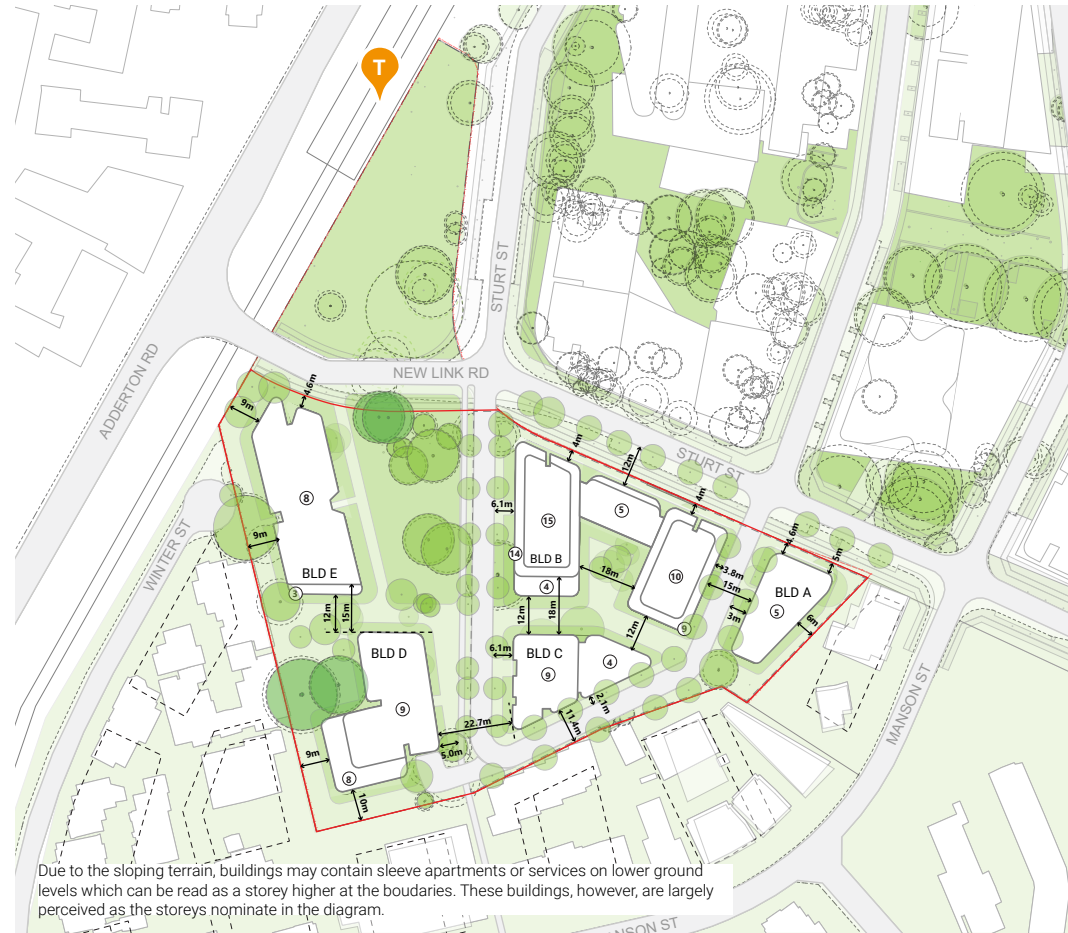 T
ADDERTON RD
STURT ST
NEW LINK RD
STURT ST
WINTER ST
MANSON ST
MANSON ST
9m
4.6m
8
9m
BLD E
3
12m
15m
4m
12m
6.1m
15
14
BLD B
4
5
4m
18m
10
3.8m
15m
3m
4.6m
5m
BLD A
5
6m
12m
18m
12m
9
6.1m
BLD C
9
4
2.1m
11.4m
BLD D
9
22.7m
5.0m
9m
8
10m
Due to the sloping terrain, buildings may contain sleeve apartments or services on lower ground
levels which can be read as a storey higher at the boudaries. These buildings, however, are largely
perceived as the storeys nominate in the diagram.